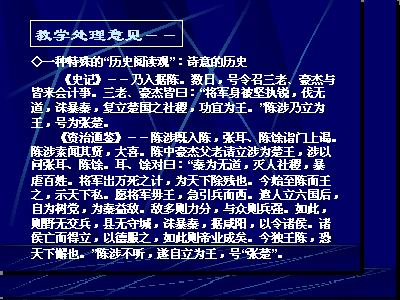 教学处理意见——
◇一种特殊的“历史阅读观”:诗意的历史
《史记》——乃入据陈。数日,号令召三老、豪杰与
皆来会计事。三老、豪杰皆曰:“将军身被坚执锐,伐无
道,诛暴秦,复立楚国之社稷,功宜为王。”陈涉乃立为
王,号为张楚。
《资治通鉴》——陈涉既入陈,张耳、陈馀诣门上谒。
陈涉素闻其贤,大喜。陈中豪杰父老请立涉为楚王,涉以
问张耳、陈馀。耳、馀对曰:“秦为无道,灭人社稷,暴
虐百姓。将军出万死之计,为天下除残也。今始至陈而王
之,示天下私。愿将军毋王,急引兵而西。遣人立六国后,
自为树党,为秦益敌。敌多则力分,与众则兵强。如此,
则野无交兵,县无守城,诛暴秦,据咸阳,以令诸侯。诸
侯亡而得立,以德服之,如此则帝业成矣。今独王陈,恐
天下懈也。”陈涉不听,遂自立为王,号“张楚”。